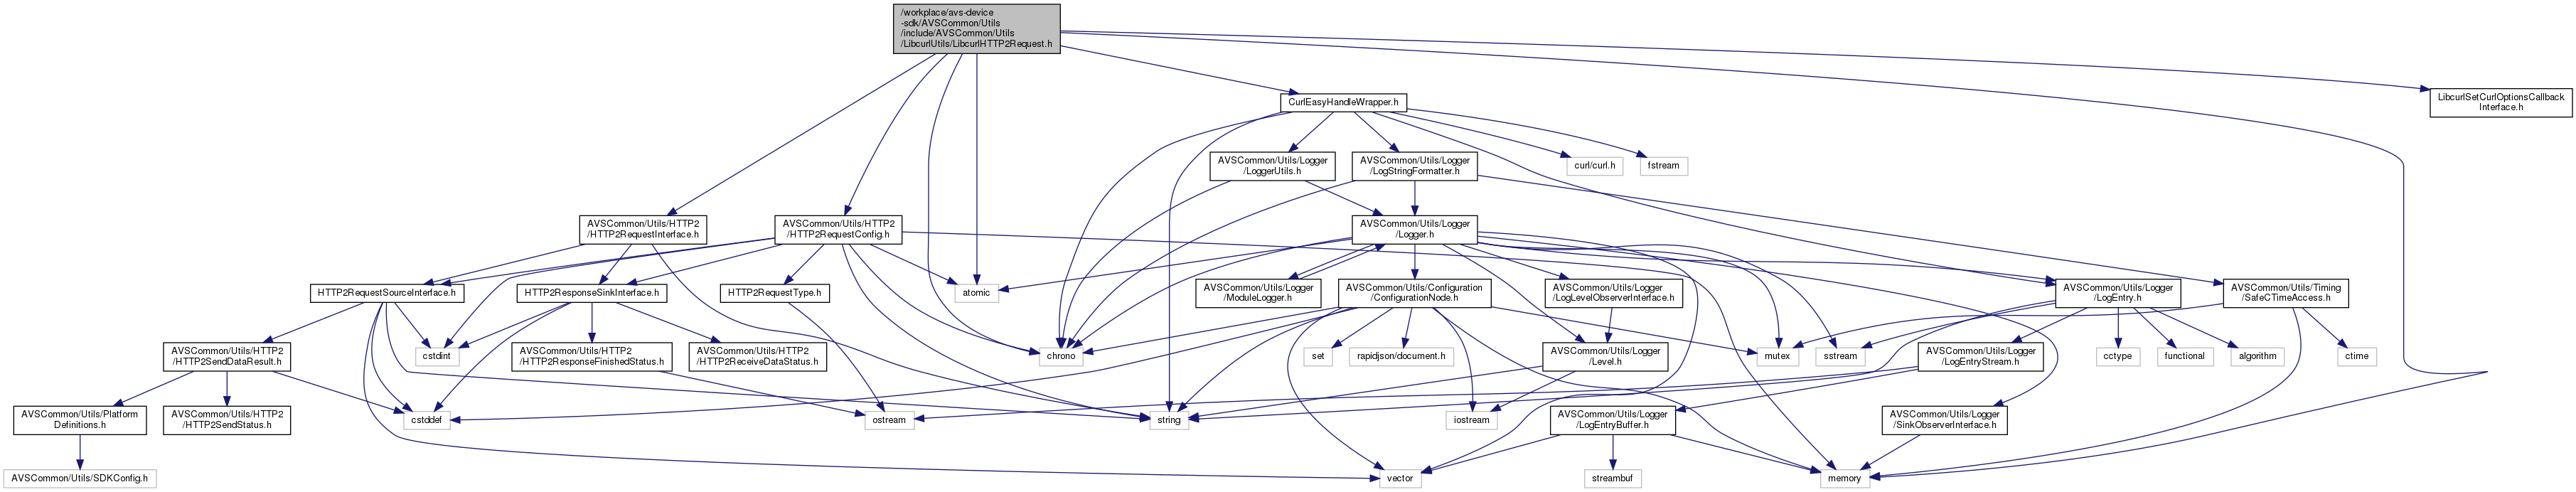 /workplace/avs-device
-sdk/AVSCommon/Utils
/include/AVSCommon/Utils
/LibcurlUtils/LibcurlHTTP2Request.h
CurlEasyHandleWrapper.h
LibcurlSetCurlOptionsCallback
Interface.h
AVSCommon/Utils/Logger
/LoggerUtils.h
AVSCommon/Utils/Logger
/LogStringFormatter.h
curl/curl.h
fstream
AVSCommon/Utils/HTTP2
/HTTP2RequestInterface.h
AVSCommon/Utils/HTTP2
/HTTP2RequestConfig.h
AVSCommon/Utils/Logger
/Logger.h
HTTP2RequestSourceInterface.h
HTTP2ResponseSinkInterface.h
HTTP2RequestType.h
atomic
AVSCommon/Utils/Logger
/ModuleLogger.h
AVSCommon/Utils/Configuration
/ConfigurationNode.h
AVSCommon/Utils/Logger
/LogLevelObserverInterface.h
AVSCommon/Utils/Logger
/LogEntry.h
AVSCommon/Utils/Timing
/SafeCTimeAccess.h
AVSCommon/Utils/HTTP2
/HTTP2SendDataResult.h
cstdint
AVSCommon/Utils/HTTP2
/HTTP2ResponseFinishedStatus.h
AVSCommon/Utils/HTTP2
/HTTP2ReceiveDataStatus.h
chrono
set
rapidjson/document.h
AVSCommon/Utils/Logger
/Level.h
mutex
sstream
AVSCommon/Utils/Logger
/LogEntryStream.h
cctype
functional
algorithm
ctime
AVSCommon/Utils/Platform
Definitions.h
AVSCommon/Utils/HTTP2
/HTTP2SendStatus.h
cstddef
ostream
string
iostream
AVSCommon/Utils/Logger
/LogEntryBuffer.h
AVSCommon/Utils/Logger
/SinkObserverInterface.h
AVSCommon/Utils/SDKConfig.h
vector
streambuf
memory